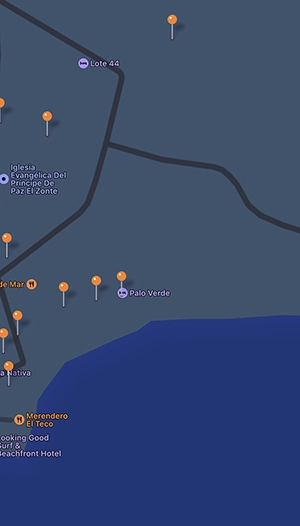 Lote 44
Iglesia
Evangélica Del
Príncipe De
Paz El Zonte
de Mar
Palo Verde
a Nativa
Merendero
El Teco
ooking Good
Surf &
Beachfront Hotel